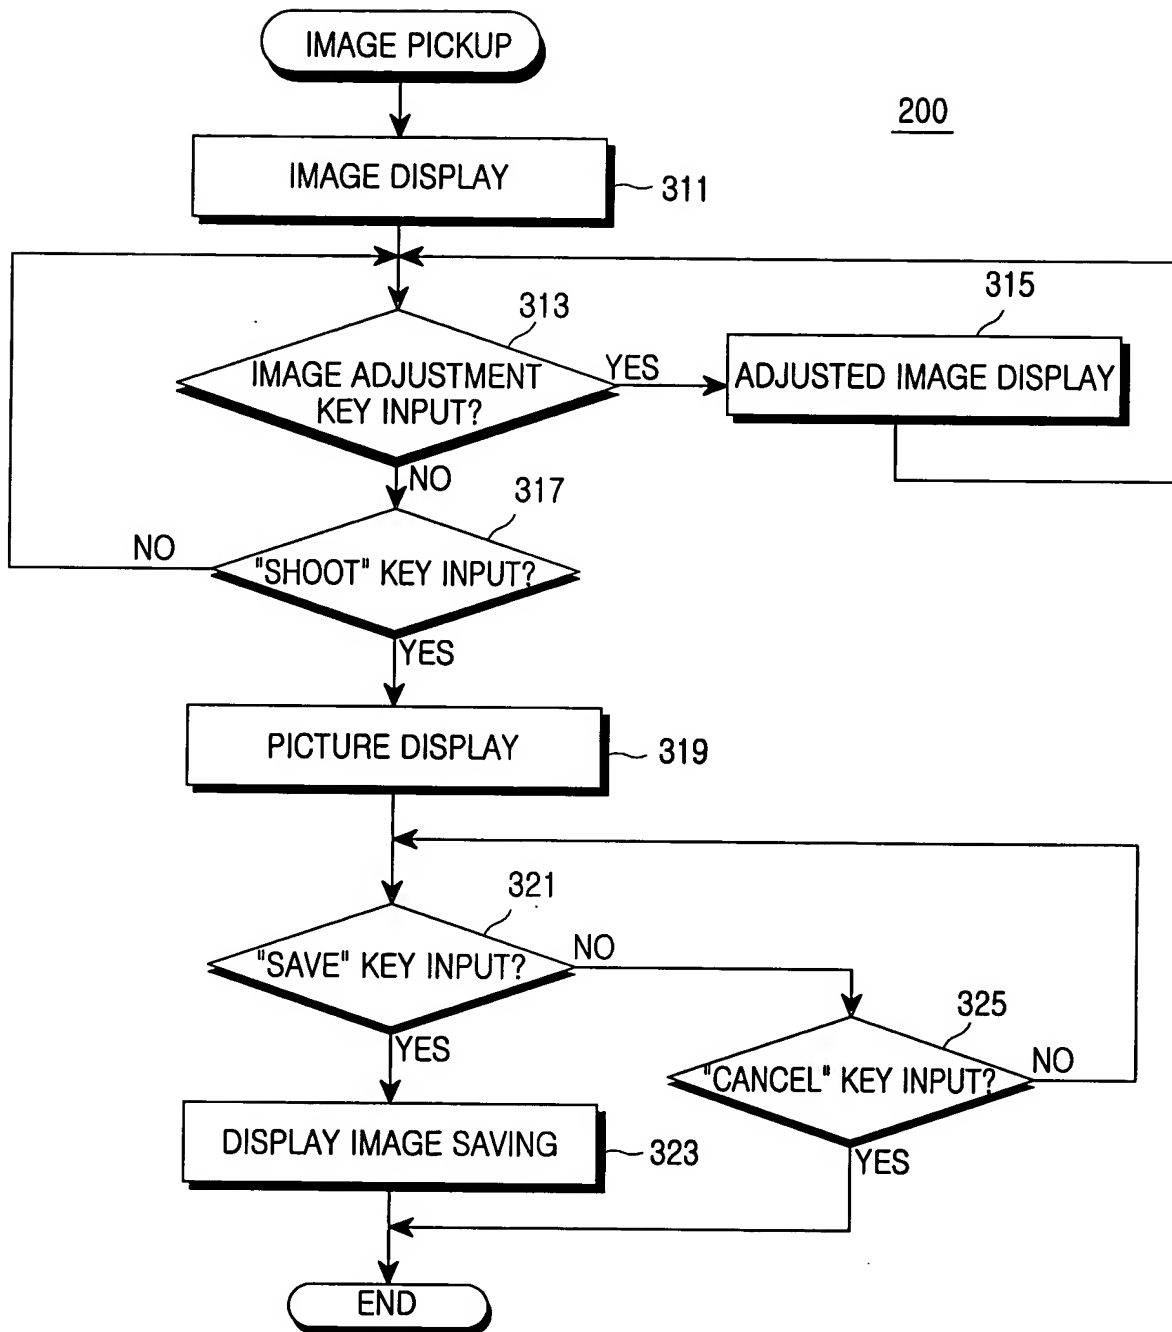 IMAGE PICKUP
200
IMAGE DISPLAY
311
313
315
IMAGE ADJUSTMENT
KEY INPUT?
YES
ADJUSTED IMAGE DISPLAY
NO
317
NO
"SHOOT" KEY INPUT?
YES
PICTURE DISPLAY
319
321
"SAVE" KEY INPUT?
NO
325
YES
"CANCEL" KEY INPUT?
NO
DISPLAY IMAGE SAVING
323
YES
END